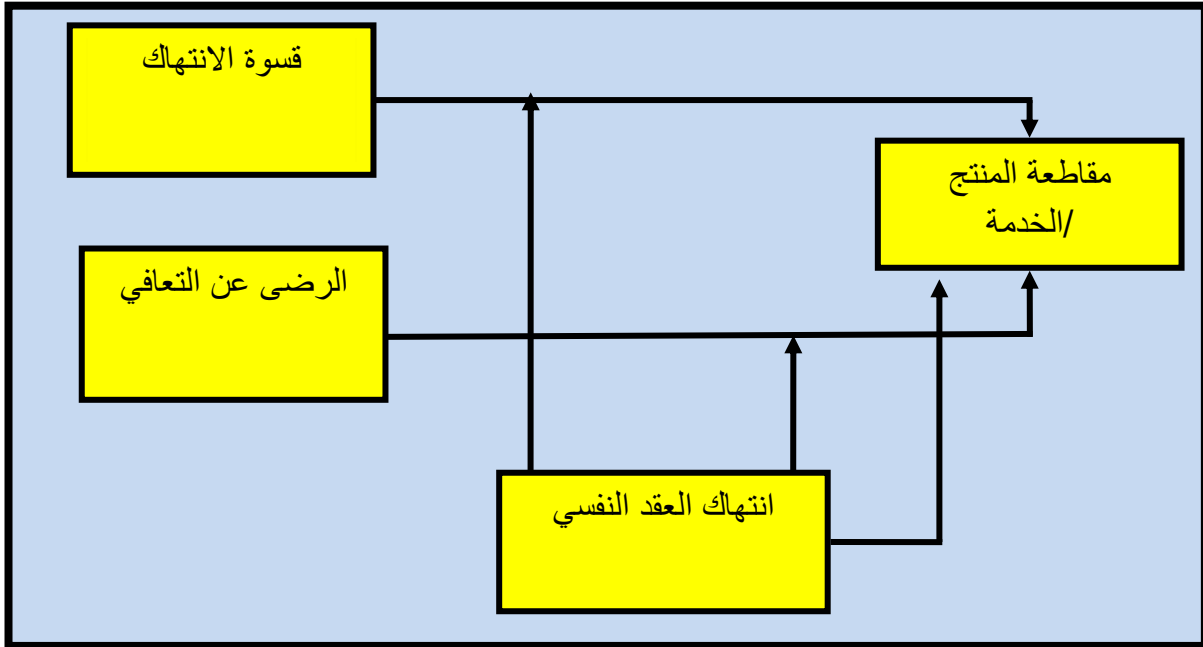 قسوة الانتهاك
مقاطعة المنتج
/الخدمة
الرضى عن التعافي
انتهاك العقد النفسي